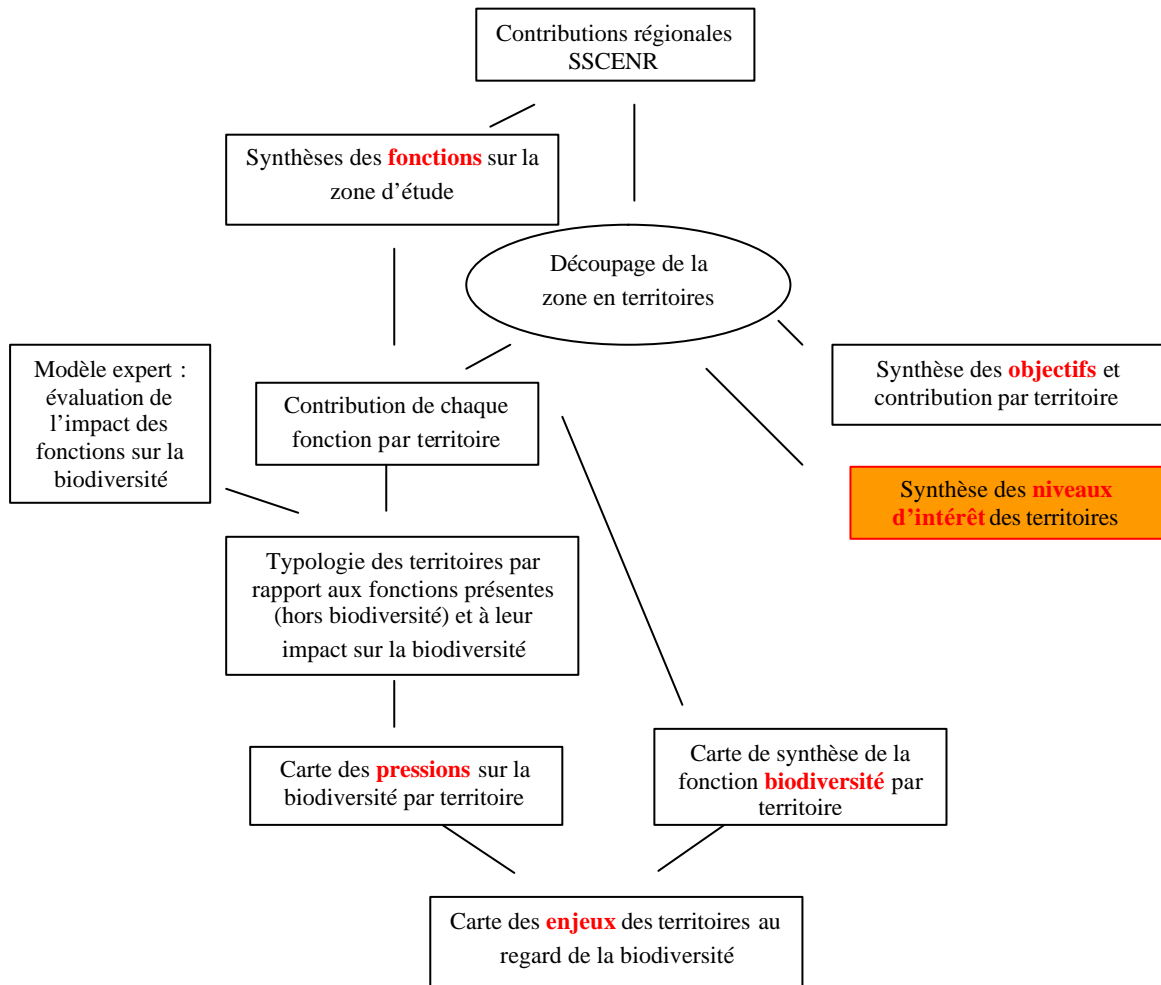 Contributions régionales
SSCENR
Synthèses des fonctions sur la
zone d’étude
Découpage de la
zone en territoires
Modèle expert :
évaluation de
l’impact des
fonctions sur la
biodiversité
Contribution de chaque
fonction par territoire
Synthèse des objectifs et
contribution par territoire
Synthèse des niveaux
d’intérêt des territoires
Typologie des territoires par
rapport aux fonctions présentes
(hors biodiversité) et à leur
impact sur la biodiversité
Carte des pressions sur la
biodiversité par territoire
Carte de synthèse de la
fonction biodiversité par
territoire
Carte des enjeux des territoires au
regard de la biodiversité